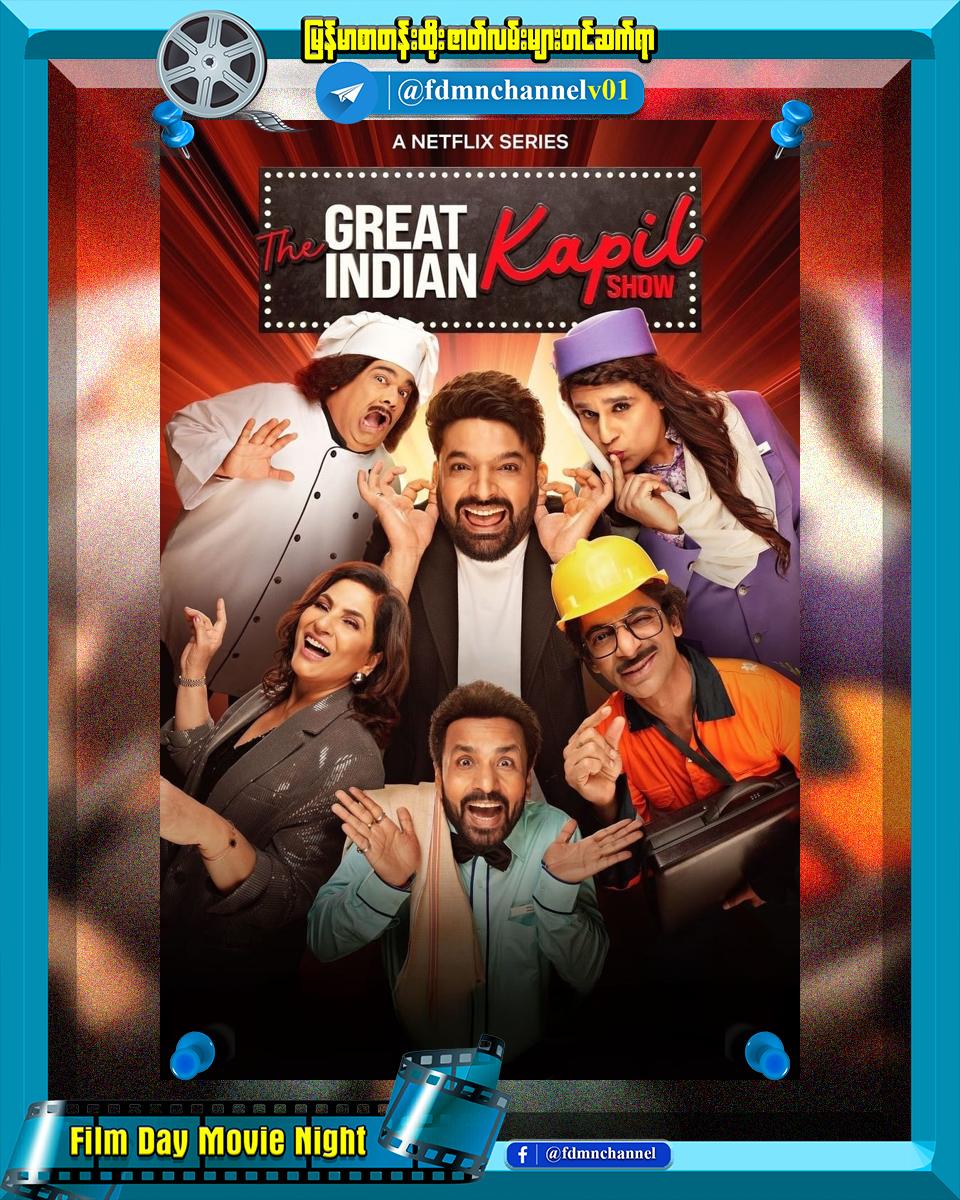 မြန်မာစာတန်းထိုးဇာတ်လမ်းများတင်ဆက်ရာ
@fdmnchannelv01
A NETFLIX SERIES
The GREAT INDIAN Kapil SHOW
Film Day Movie Night
@fdmnchannel